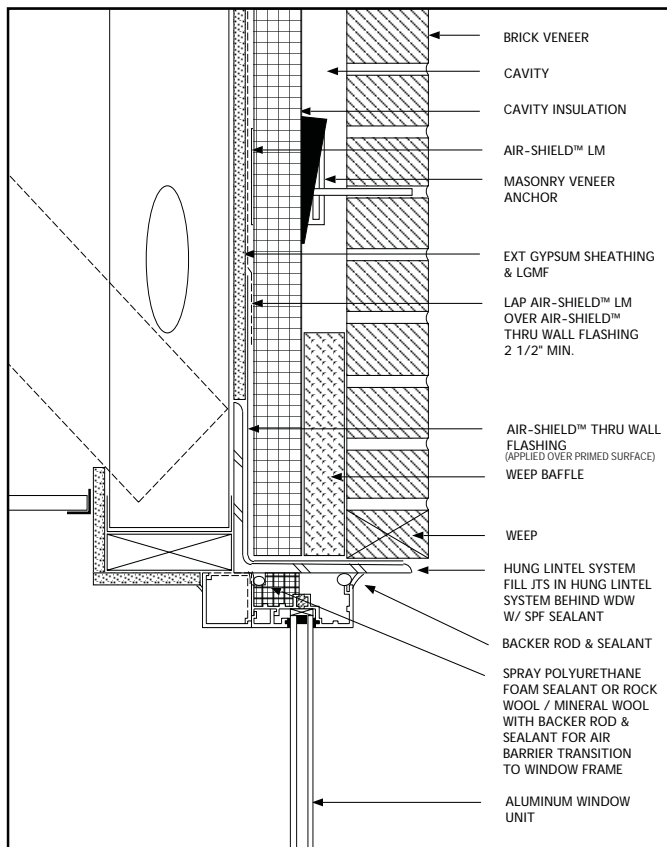 BRICK VENEER
CAVITY
CAVITY INSULATION
AIR-SHIELD™ LM
MASONRY VENEER
ANCHOR
EXT GYPSUM SHEATHING
& LGMF
LAP AIR-SHIELD™ LM
OVER AIR-SHIELD™
THRU WALL FLASHING
2 1/2" MIN.
AIR-SHIELD™ THRU WALL
FLASHING
(APPLIED OVER PRIMED SURFACE)
WEEP BAFFLE
WEEP
HUNG LINTEL SYSTEM
FILL JTS IN HUNG LINTEL
SYSTEM BEHIND WDW
W/ SPF SEALANT
BACKER ROD & SEALANT
SPRAY POLYURETHANE
FOAM SEALANT OR ROCK
WOOL / MINERAL WOOL
WITH BACKER ROD &
SEALANT FOR AIR
BARRIER TRANSITION
TO WINDOW FRAME
ALUMINUM WINDOW
UNIT